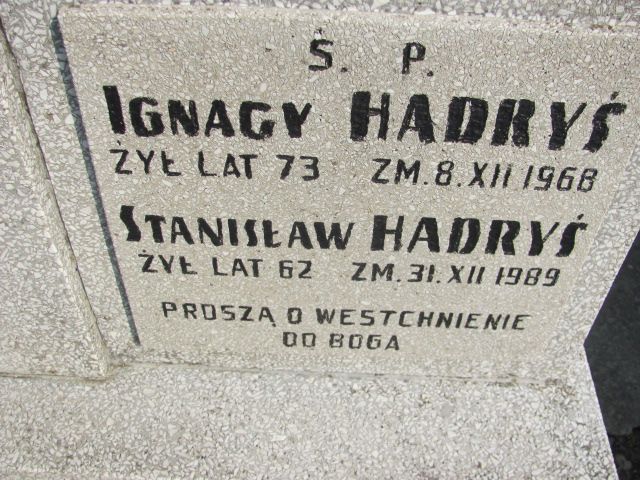 Ś. P.
IGNACY HADRYŚ
ŻYŁ LAT 73 ZM. 8. XII 1968
STANISŁAW HADRYŚ
ŻYŁ LAT 62 ZM. 31. XII 1989
PROSZĄ O WESTCHNIENIE
DO BOGA